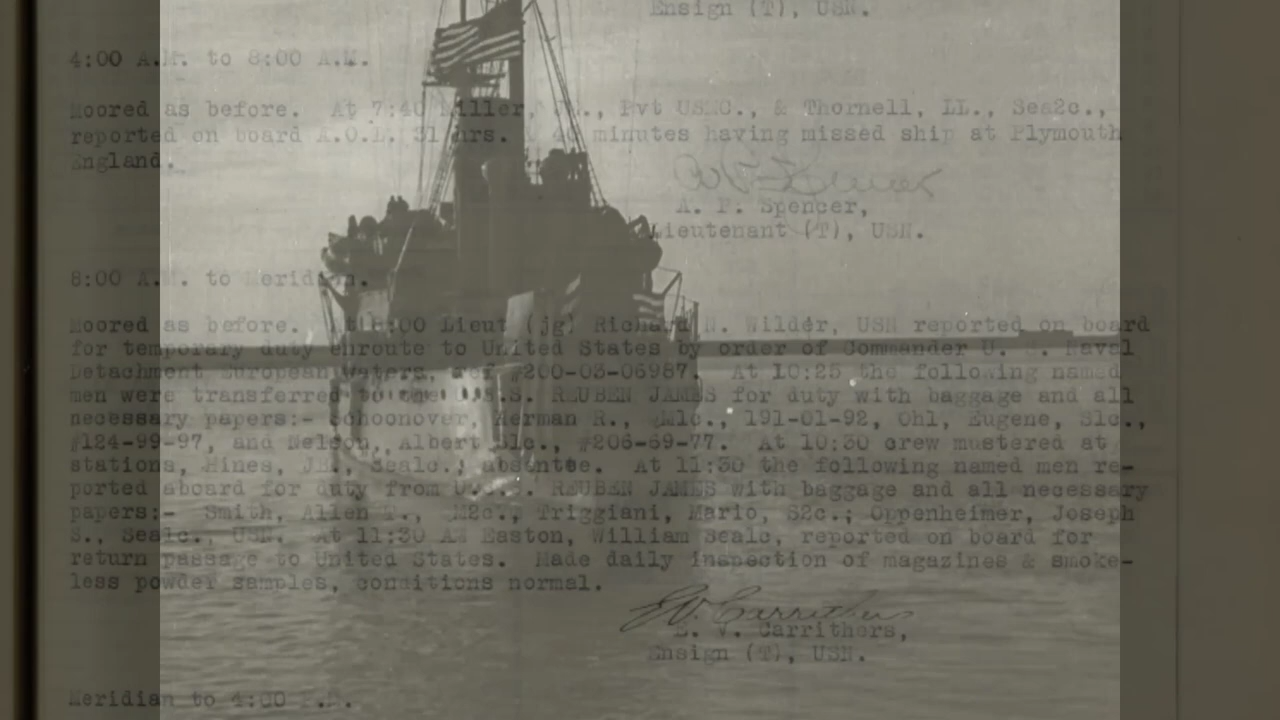 Ensign (T), USN.
4:00 A.M. to 8:00 A.M.
Moored as before. At 7:40 Miller, Pvt USMC., & Thornell, LL., Sea2c.,
reported on board A.O.L. 31 hrs. 40 minutes having missed ship at Plymouth
England.
A. F. Spencer,
Lieutenant (T), USN.
8:00 A.M. to Meridian.
Moored as before. At 8:00 Lieut (jg) Richard N. Wilder, USN reported on board
for temporary duty enroute to United States by order of Commander U. S. Naval
Detachment European waters, ref #200-03-06987. At 10:25 the following named
men were transferred to the U.S.S. REUBEN JAMES for duty with baggage and all
necessary papers:- Schoonover, Herman R., 191-01-92, Ohl, Eugene, S1c.,
#124-99-97, and Nelson, Albert S1c., #206-69-77. At 10:30 crew mustered at
stations, Hines, absentee. At 11:30 the following named men re-
ported aboard for duty from U.S.S. REUBEN JAMES with baggage and all necessary
papers:- Smith, Allen T., M2c., Triggiani, Mario, S2c.; Oppenheimer, Joseph
S., Sea1c., USN. At 11:30 AM Easton, William Sea1c, reported on board for
return passage to United States. Made daily inspection of magazines & smoke-
less powder samples, conditions normal.
E. V. Carrithers
E. V. Carrithers,
Ensign (T), USN.
Meridian to 4:00 P.M.